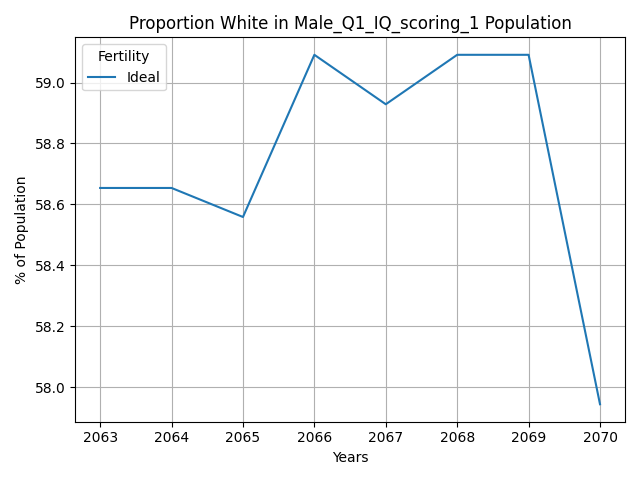 Proportion White in Male_Q1_IQ_scoring_1 Population
Fertility
Ideal
% of Population
59.0
58.8
58.6
58.4
58.2
58.0
2063 2064 2065 2066 2067 2068 2069 2070
Years